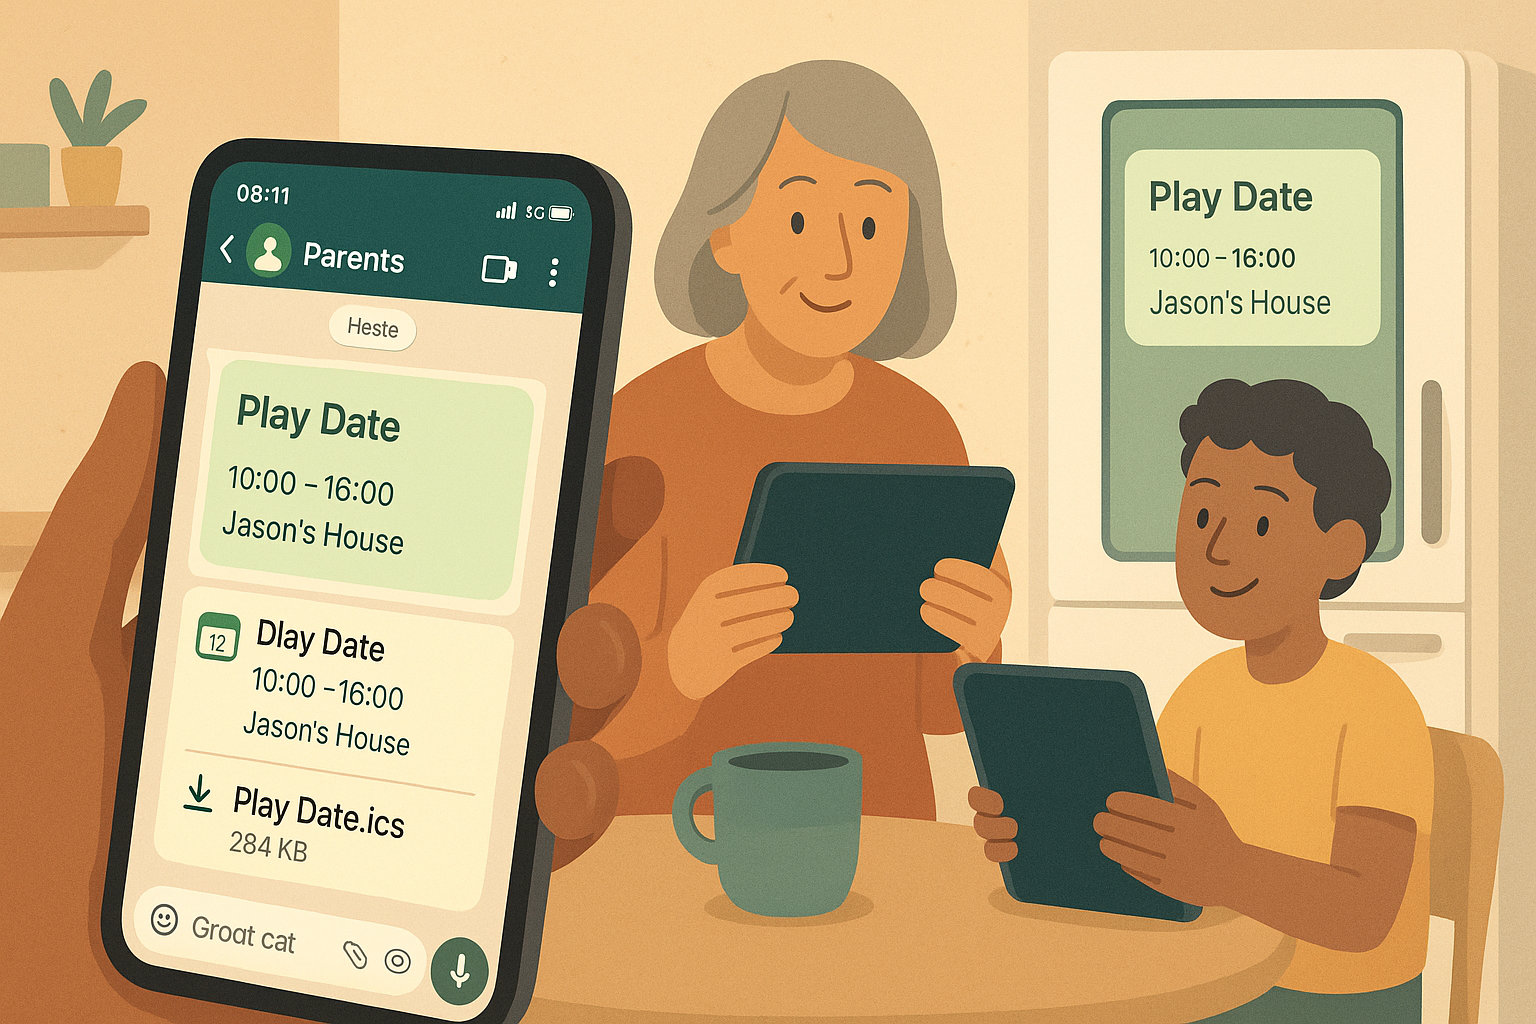 08:11
5G
Parents
Heste
Play Date
10:00 – 16:00
Jason's House
12
Dlay Date
10:00 – 16:00
Jason's House
Play Date.ics
284 KB
Groat cat
Play Date
10:00 – 16:00
Jason's House